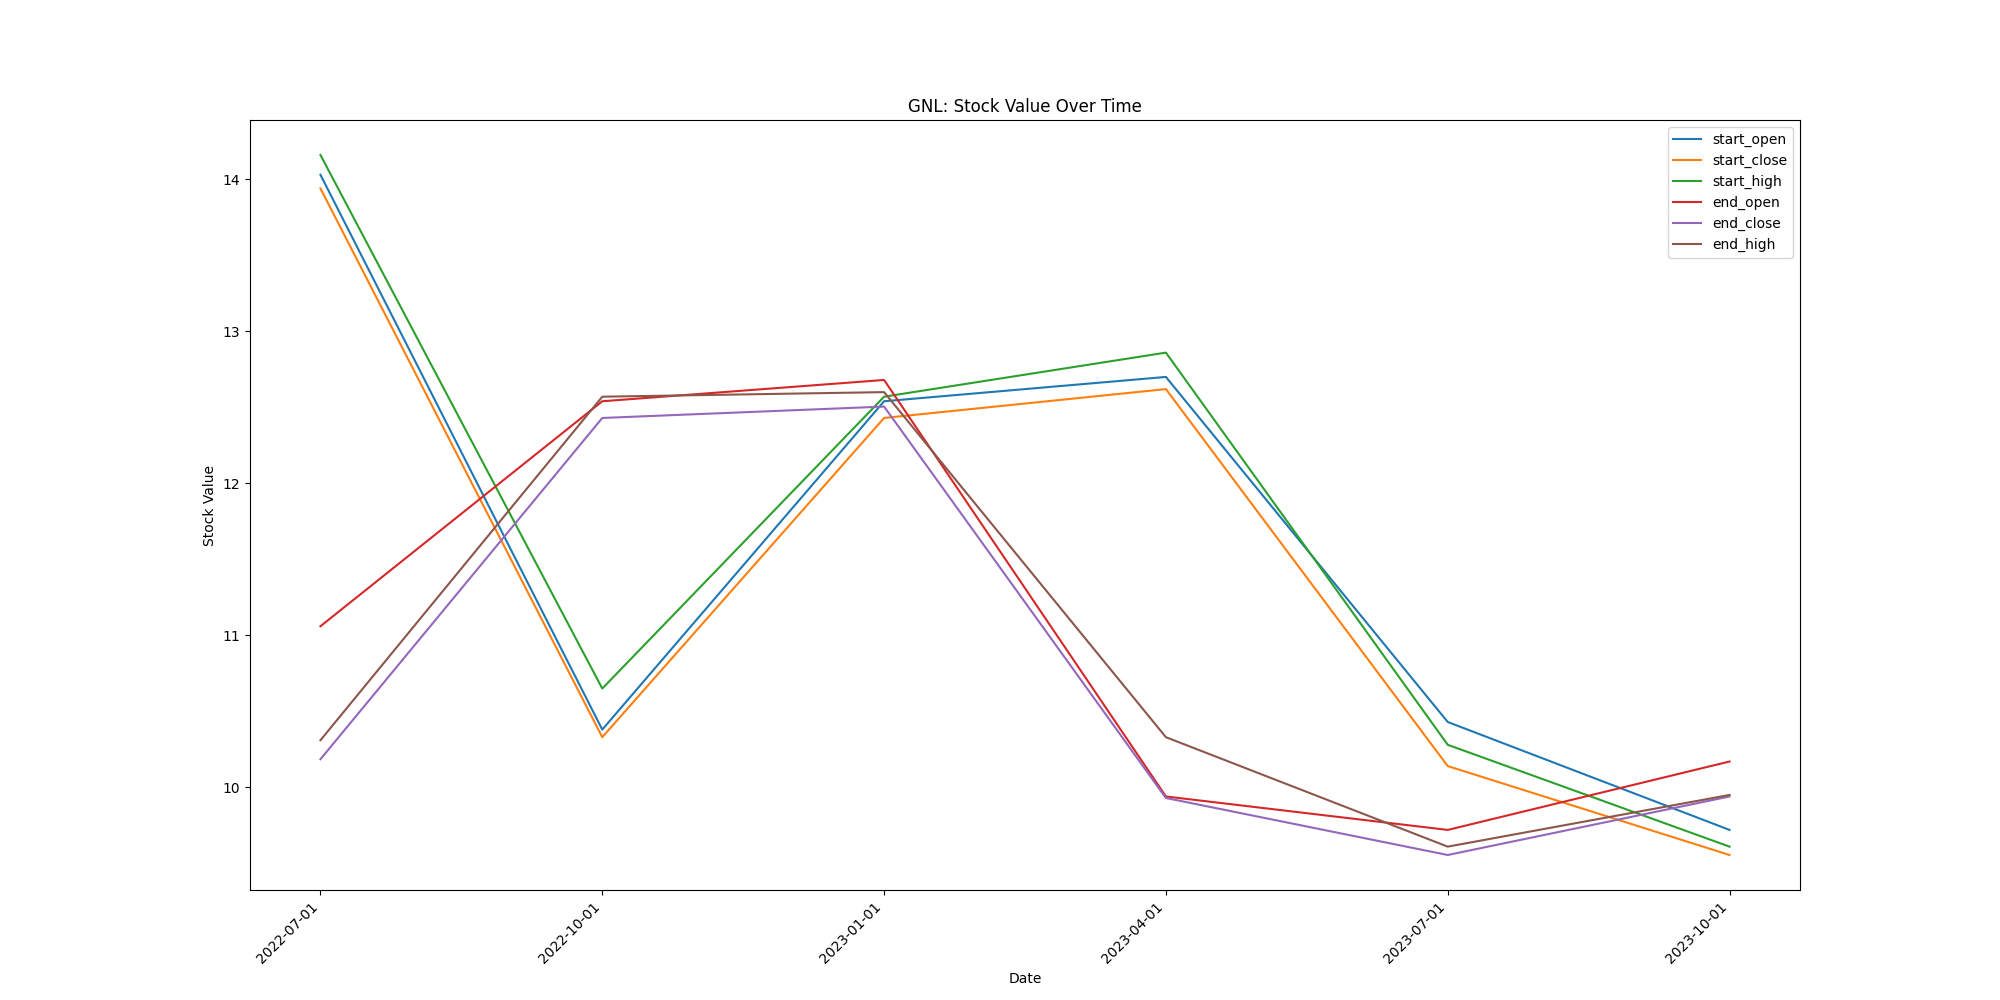 GNL: Stock Value Over Time
start_open
start_close
start_high
end_open
end_close
end_high
Stock Value
14
13
12
11
10
2022-07-01
2022-10-01
2023-01-01
2023-04-01
2023-07-01
2023-10-01
Date